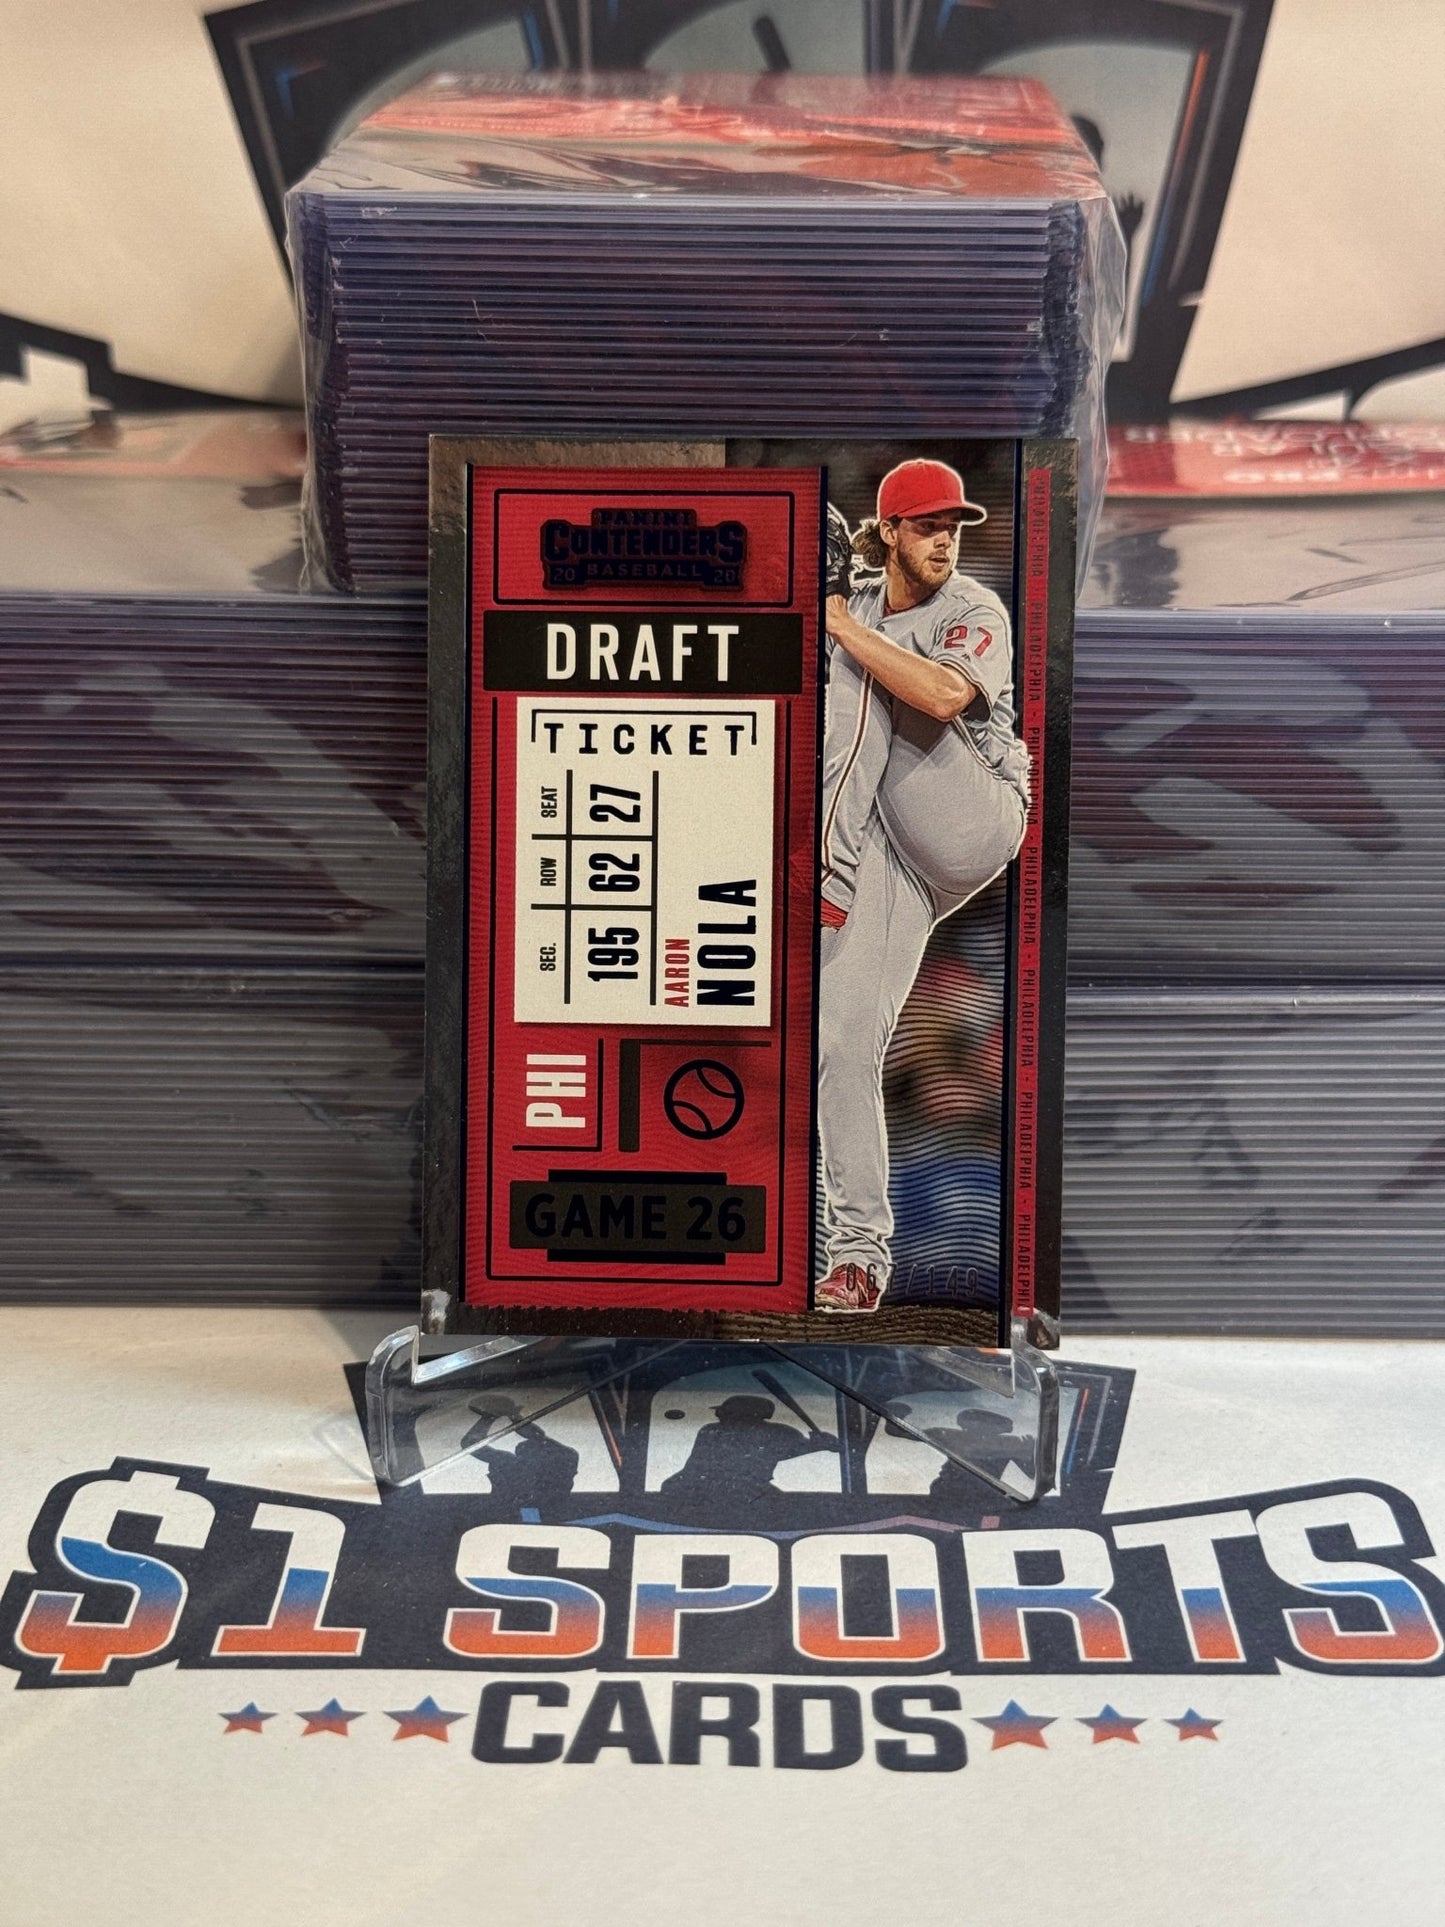 PANINI
CONTENDERS
20 BASEBALL 20
DRAFT
TICKET
SEC. ROW SEAT
195 62 27
AARON
NOLA
PHI
GAME 26
27
PHILADELPHIA - PHILADELPHIA - PHILADELPHIA - PHILADELPHIA - PHILADELPHIA - PHILADELPHIA
/149
$1 SPORTS
CARDS